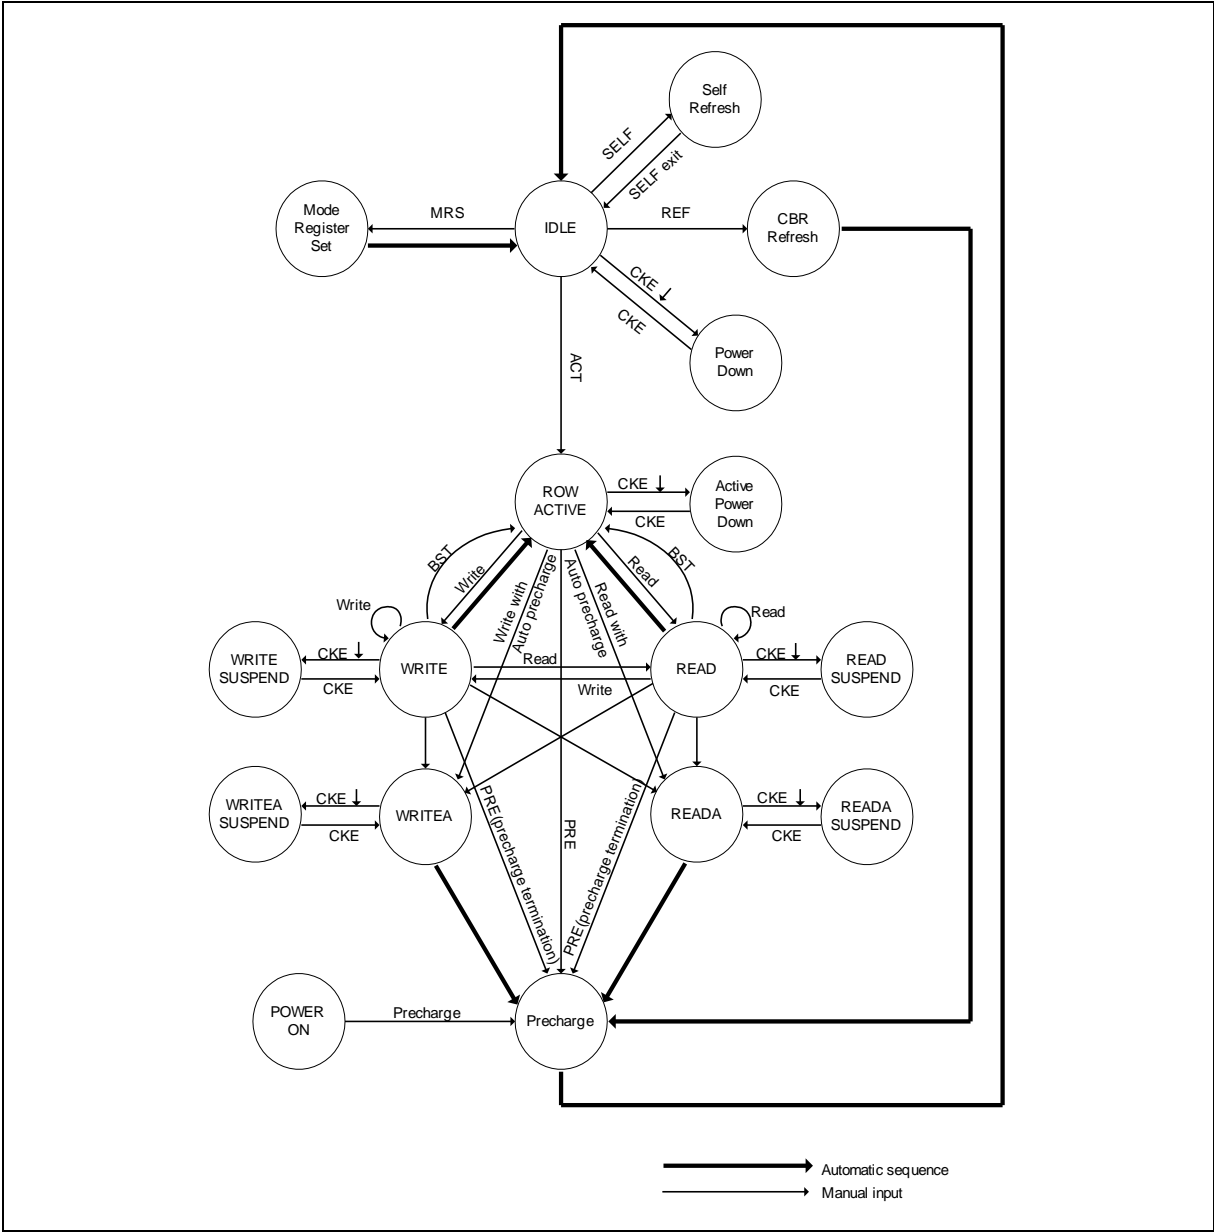 Self
Refresh
SELF
SELF exit
Mode
Register
Set
MRS
IDLE
REF
CBR
Refresh
CKE
CKE
Power
Down
ACT
ROW
ACTIVE
CKE
CKE
Active
Power
Down
BST
Write
Write with
Auto precharge
Auto precharge
Read with
Read
BST
Write
Read
WRITE
SUSPEND
CKE
CKE
WRITE
Read
Write
READ
CKE
CKE
READ
SUSPEND
WRITEA
SUSPEND
CKE
CKE
WRITEA
PRE(precharge termination)
PRE
PRE(precharge termination)
READA
CKE
CKE
READA
SUSPEND
POWER
ON
Precharge
Precharge
Automatic sequence
Manual input